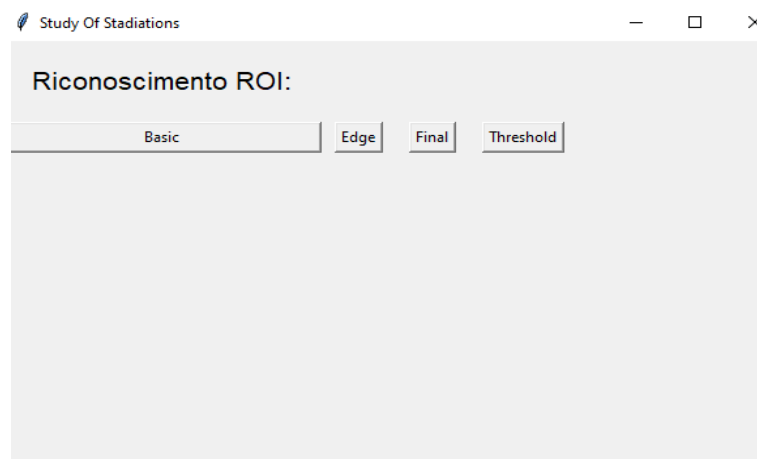 Study Of Stadiations
Riconoscimento ROI:
Basic Edge Final Threshold